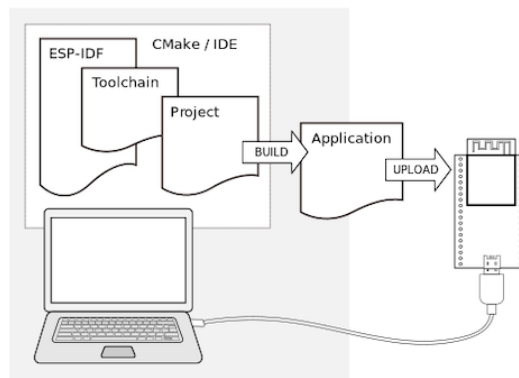 ESP-IDF
CMake / IDE
Toolchain
Project
BUILD
Application
UPLOAD